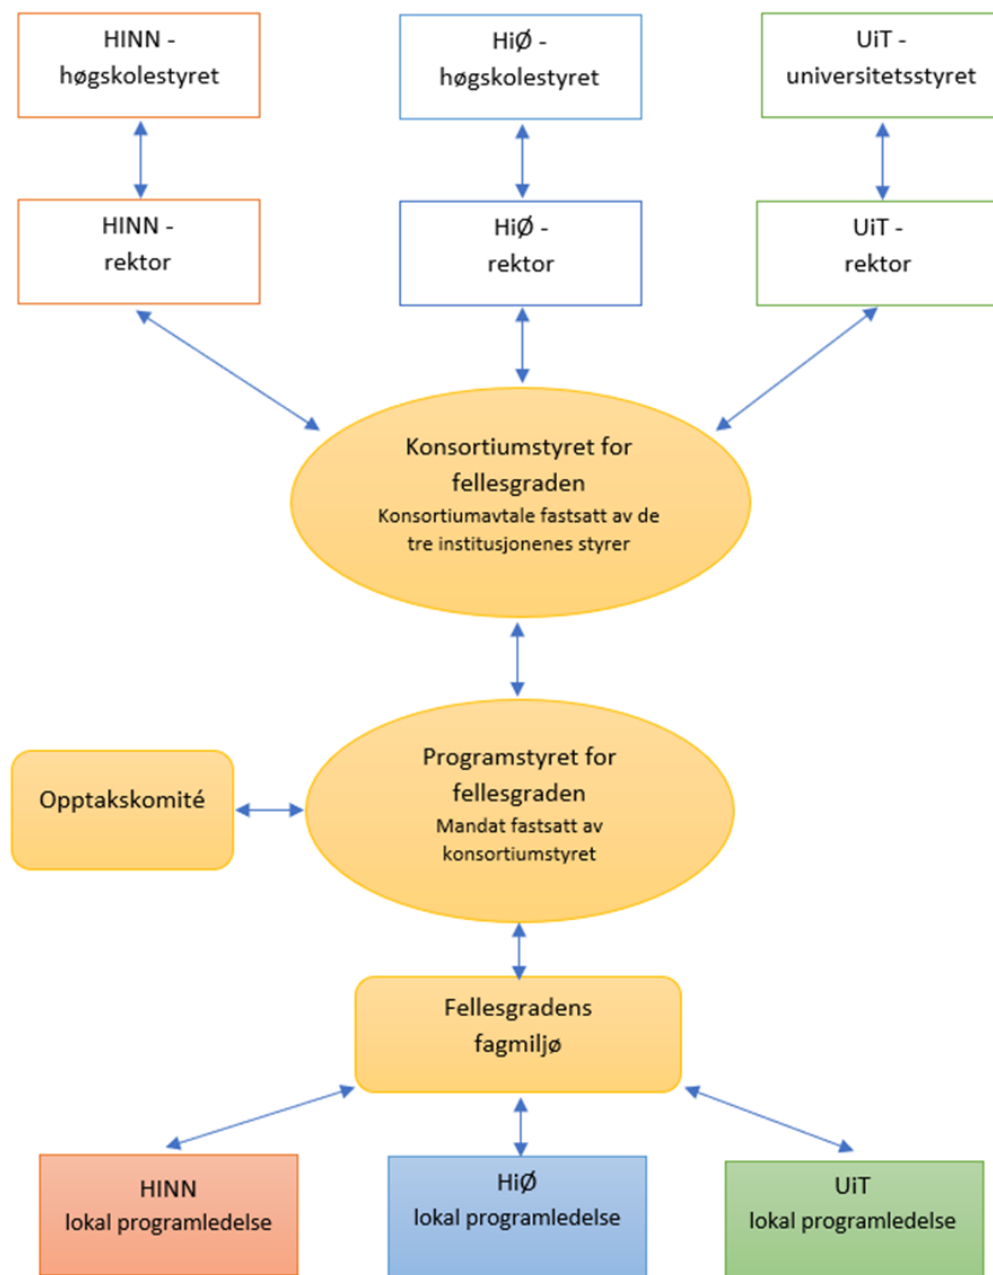 HINN -
høgskolestyret
HiØ -
høgskolestyret
UiT -
universitetsstyret
HINN -
rektor
HiØ -
rektor
UiT -
rektor
Konsortiumstyret for
fellesgraden
Konsortiumavtale fastsatt av de
tre institusjonenes styrer
Programstyret for
fellesgraden
Mandat fastsatt av
konsortiumstyret
Opptakskomité
Fellesgradens
fagmiljø
HINN
lokal programledelse
HiØ
lokal programledelse
UiT
lokal programledelse